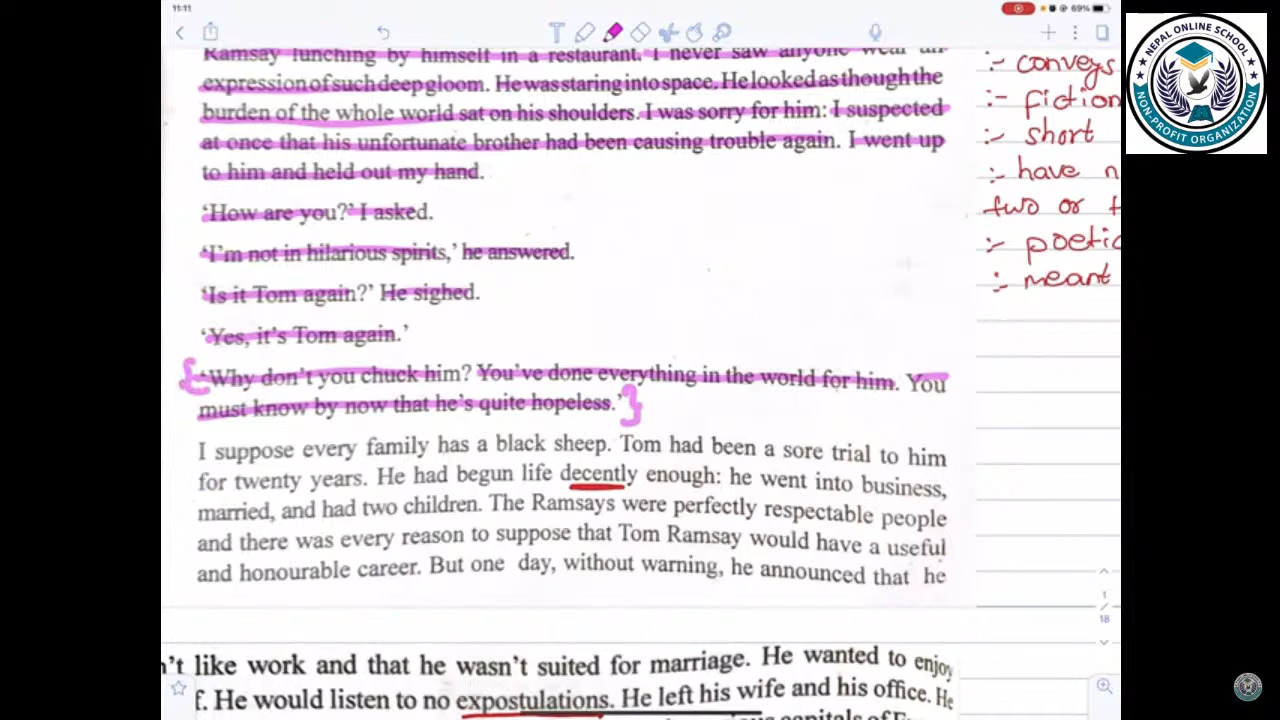 11:11
69%
Ramsay lunching by himself in a restaurant. I never saw anyone wear an
expression of such deep gloom. He was staring into space. He looked as though the
burden of the whole world sat on his shoulders. I was sorry for him: I suspected
at once that his unfortunate brother had been causing trouble again. I went up
to him and held out my hand.
‘How are you?’ I asked.
‘I’m not in hilarious spirits,’ he answered.
‘Is it Tom again?’ He sighed.
‘Yes, it’s Tom again.’
‘Why don’t you chuck him? You’ve done everything in the world for him. You
must know by now that he’s quite hopeless.’
I suppose every family has a black sheep. Tom had been a sore trial to him
for twenty years. He had begun life decently enough: he went into business,
married, and had two children. The Ramsays were perfectly respectable people
and there was every reason to suppose that Tom Ramsay would have a useful
and honourable career. But one day, without warning, he announced that he
’t like work and that he wasn’t suited for marriage. He wanted to enjoy
f. He would listen to no expostulations. He left his wife and his office. He
capitals of
:- conveys
:- fiction
:- short
:- have n
two or t
:- poetic
:- meant
1
/
18
NEPAL ONLINE SCHOOL
NON-PROFIT ORGANIZATION